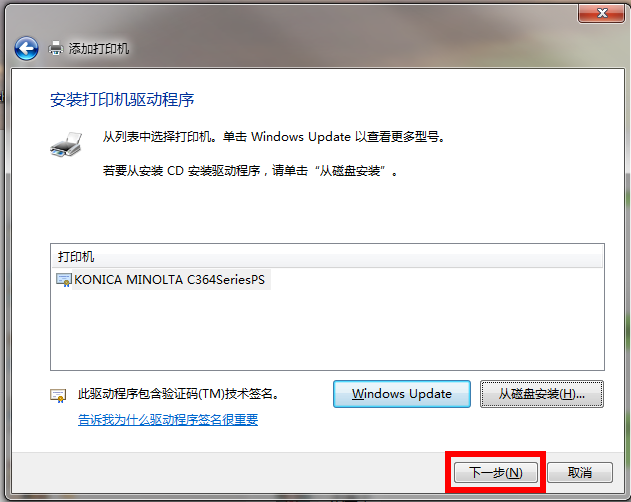 添加打印机
安装打印机驱动程序
从列表中选择打印机。单击 Windows Update 以查看更多型号。
若要从安装 CD 安装驱动程序，请单击“从磁盘安装”。
打印机
KONICA MINOLTA C364SeriesPS
此驱动程序包含验证码(TM)技术签名。
Windows Update
从磁盘安装(H)...
告诉我为什么驱动程序签名很重要
下一步(N)
取消